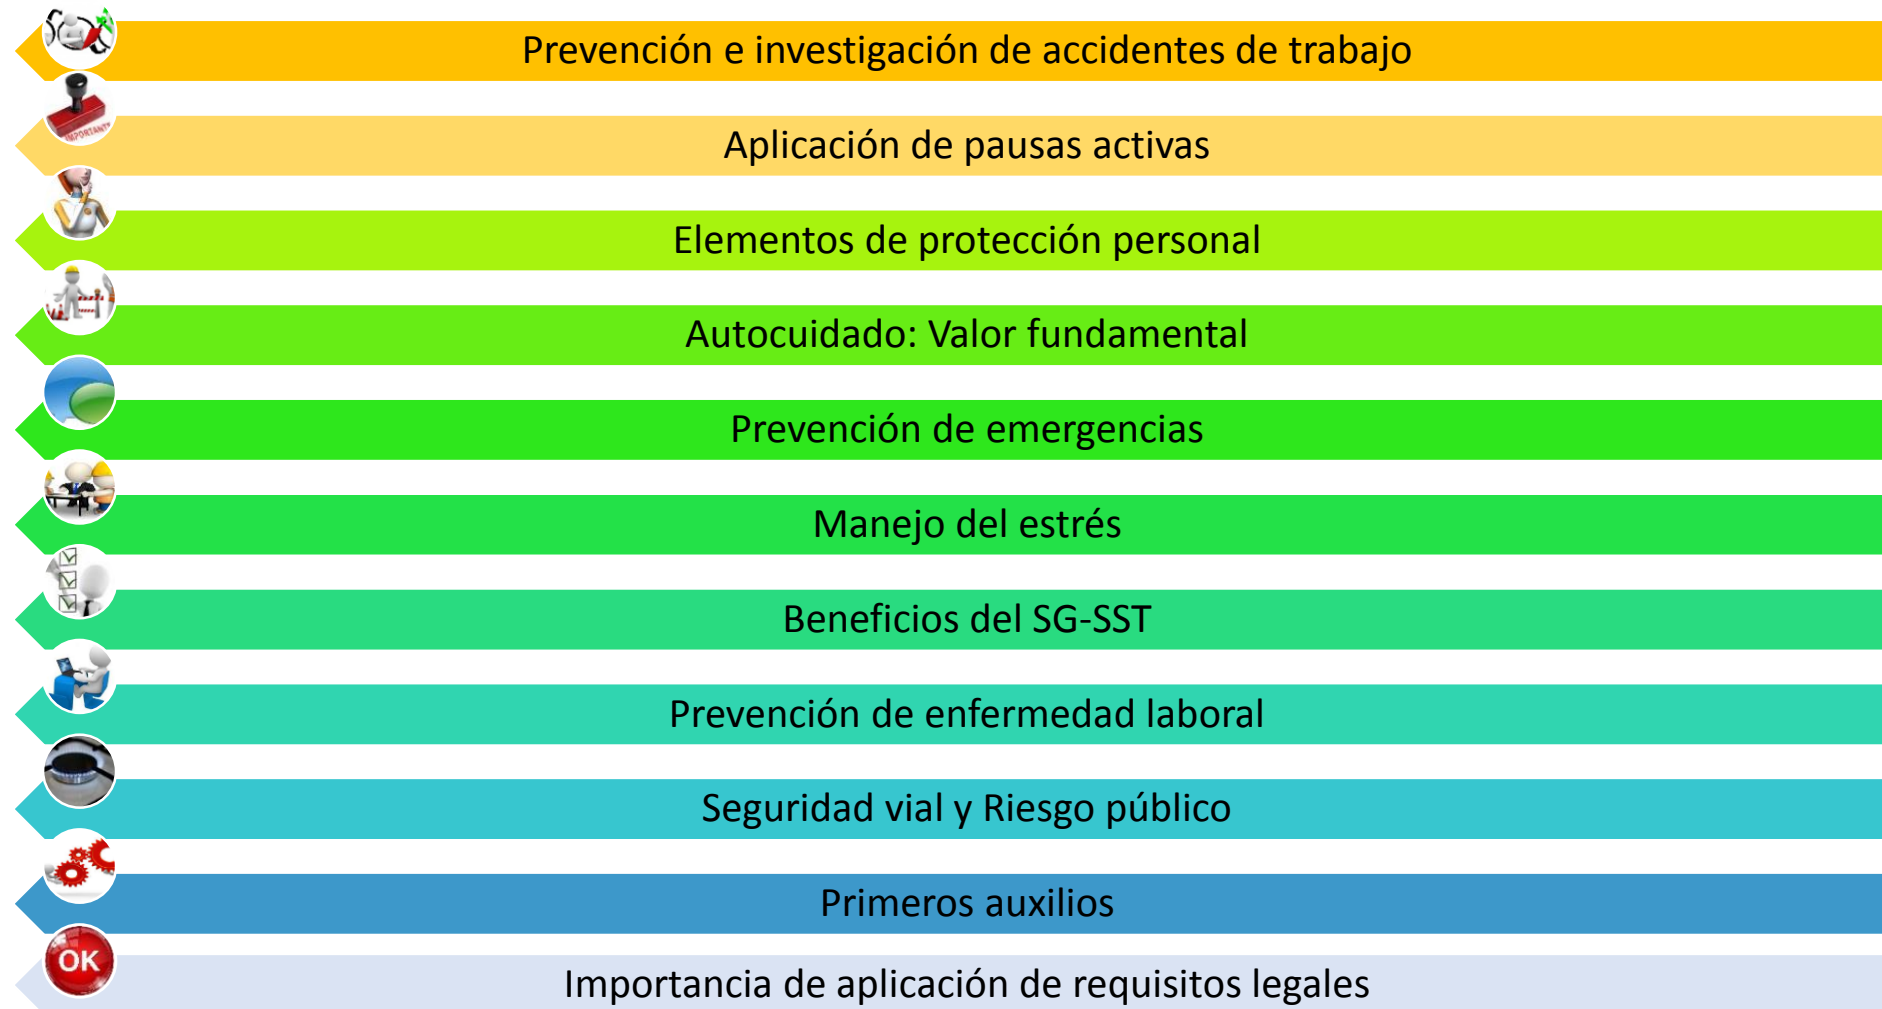 Prevención e investigación de accidentes de trabajo
IMPORTANT
Aplicación de pausas activas
Elementos de protección personal
Autocuidado: Valor fundamental
Prevención de emergencias
Manejo del estrés
Beneficios del SG-SST
Prevención de enfermedad laboral
Seguridad vial y Riesgo público
Primeros auxilios
OK
Importancia de aplicación de requisitos legales